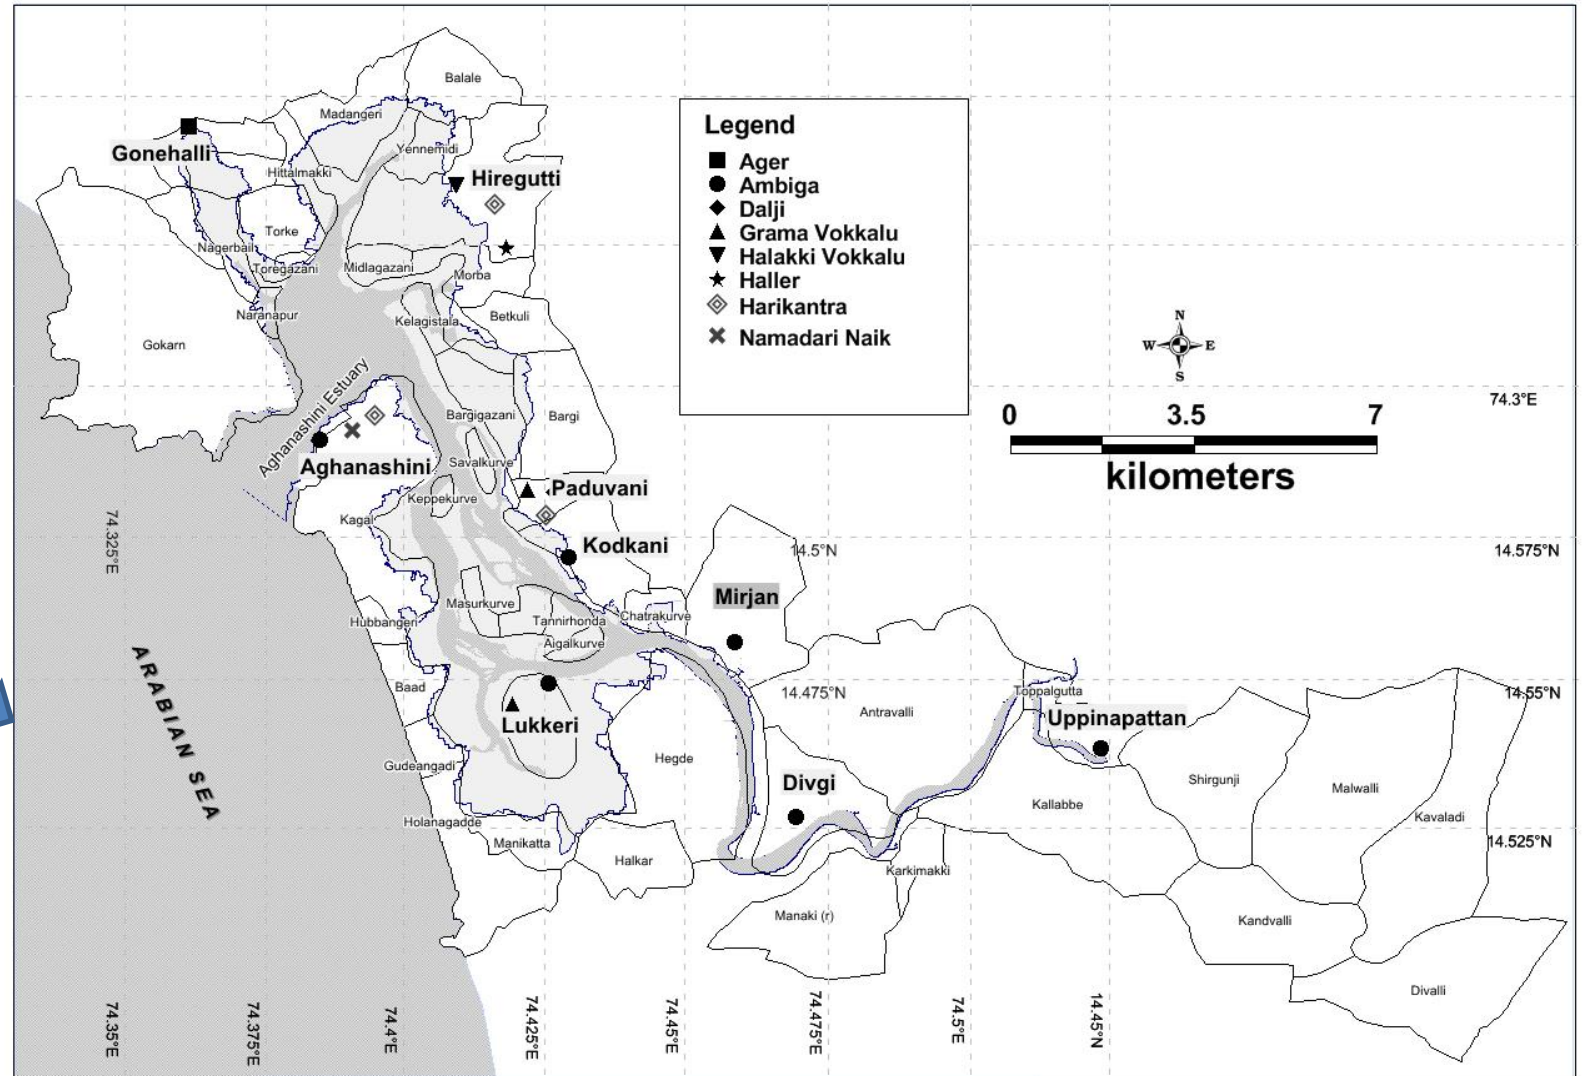 Balale
Madangeri
Gonehalli
Yennemidi
Hittalmakki
Hiregutti
Torke
Nagerbail
Toregazani
Midlagazani
Morba
Naranapur
Kelagistala
Betkuli
Gokarn
Legend
Ager
Ambiga
Dalji
Grama Vokkalu
Halakki Vokkalu
Haller
Harikantra
Namadari Naik
N
W E
S
74.3°E
0 3.5 7
kilometers
Aghanashini Estuary
Bargigazani
Bargi
Aghanashini
Savalkurve
Keppekurve
Paduvani
Kagal
Kodkani
74.325°E
14.5°N
14.575°N
Mirjan
Masurkurve
Tannirhonda
Chatrakurve
Hubbangeri
Aigalkurve
ARABIAN SEA
Baad
14.475°N
Toppalgutta
14.55°N
Antravalli
Uppinapattan
Lukkeri
Hegde
Gudeangadi
Divgi
Shirgunji
Malwalli
Kallabbe
Kavaladi
Holanagadde
14.525°N
Manikatta
Halkar
Karkimakki
Manaki (r)
Kandvalli
Divalli
74.35°E
74.375°E
74.4°E
74.425°E
74.45°E
74.475°E
74.5°E
14.45°N